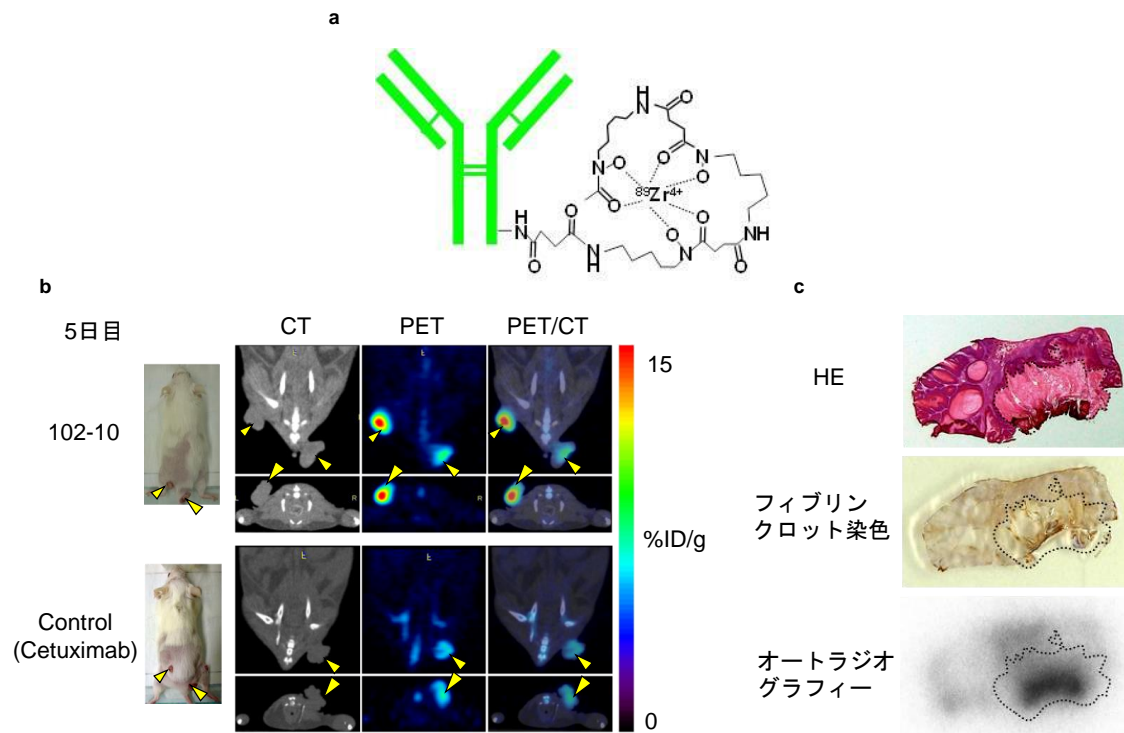 a
H
N
O
N
O
O
O
N
O
89Zr4+
O
O
O
H
N
O
N
H
O
N
O
O
NH
O
b
c
5日目
CT
PET
PET/CT
15
HE
102-10
L
R
フィブリン
クロット染色
%ID/g
Control
(Cetuximab)
オートラジオ
グラフィー
0